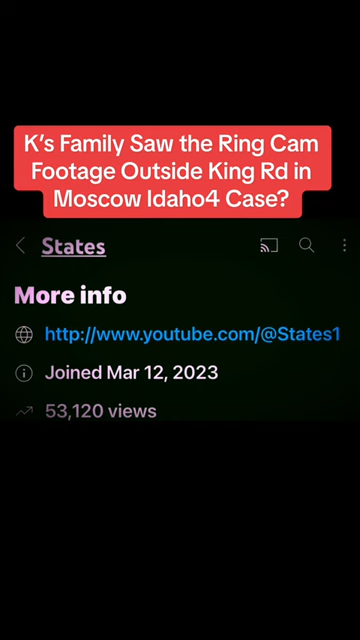 K's Family Saw the Ring Cam
Footage Outside King Rd in
Moscow Idaho4 Case?
States
More info
http://www.youtube.com/@States1
Joined Mar 12, 2023
53,120 views